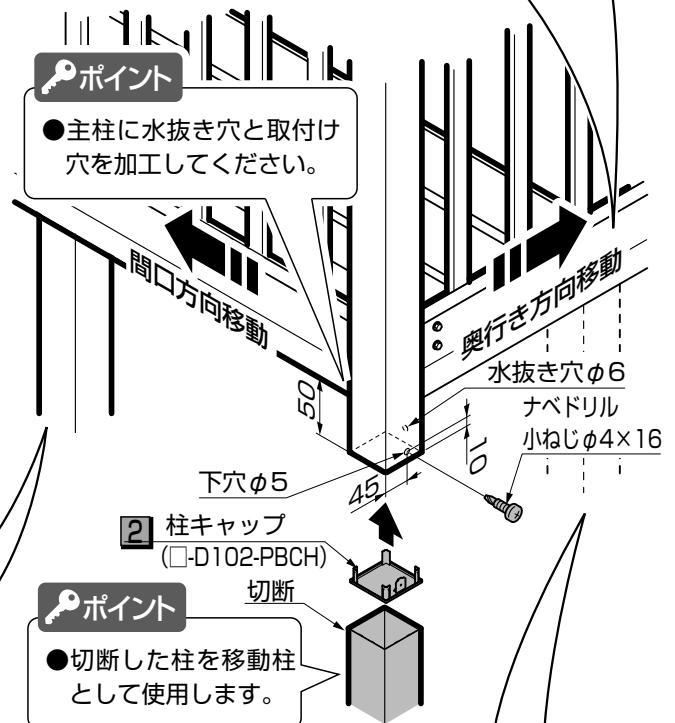 ポイント
●主柱に水抜き穴と取付け
穴を加工してください。
間口方向移動
奥行き方向移動
50
水抜き穴φ6
ナベドリル
小ねじφ4×16
10
下穴φ5
45
2 柱キャップ
(□-D102-PBCH)
切断
ポイント
●切断した柱を移動柱
として使用します。